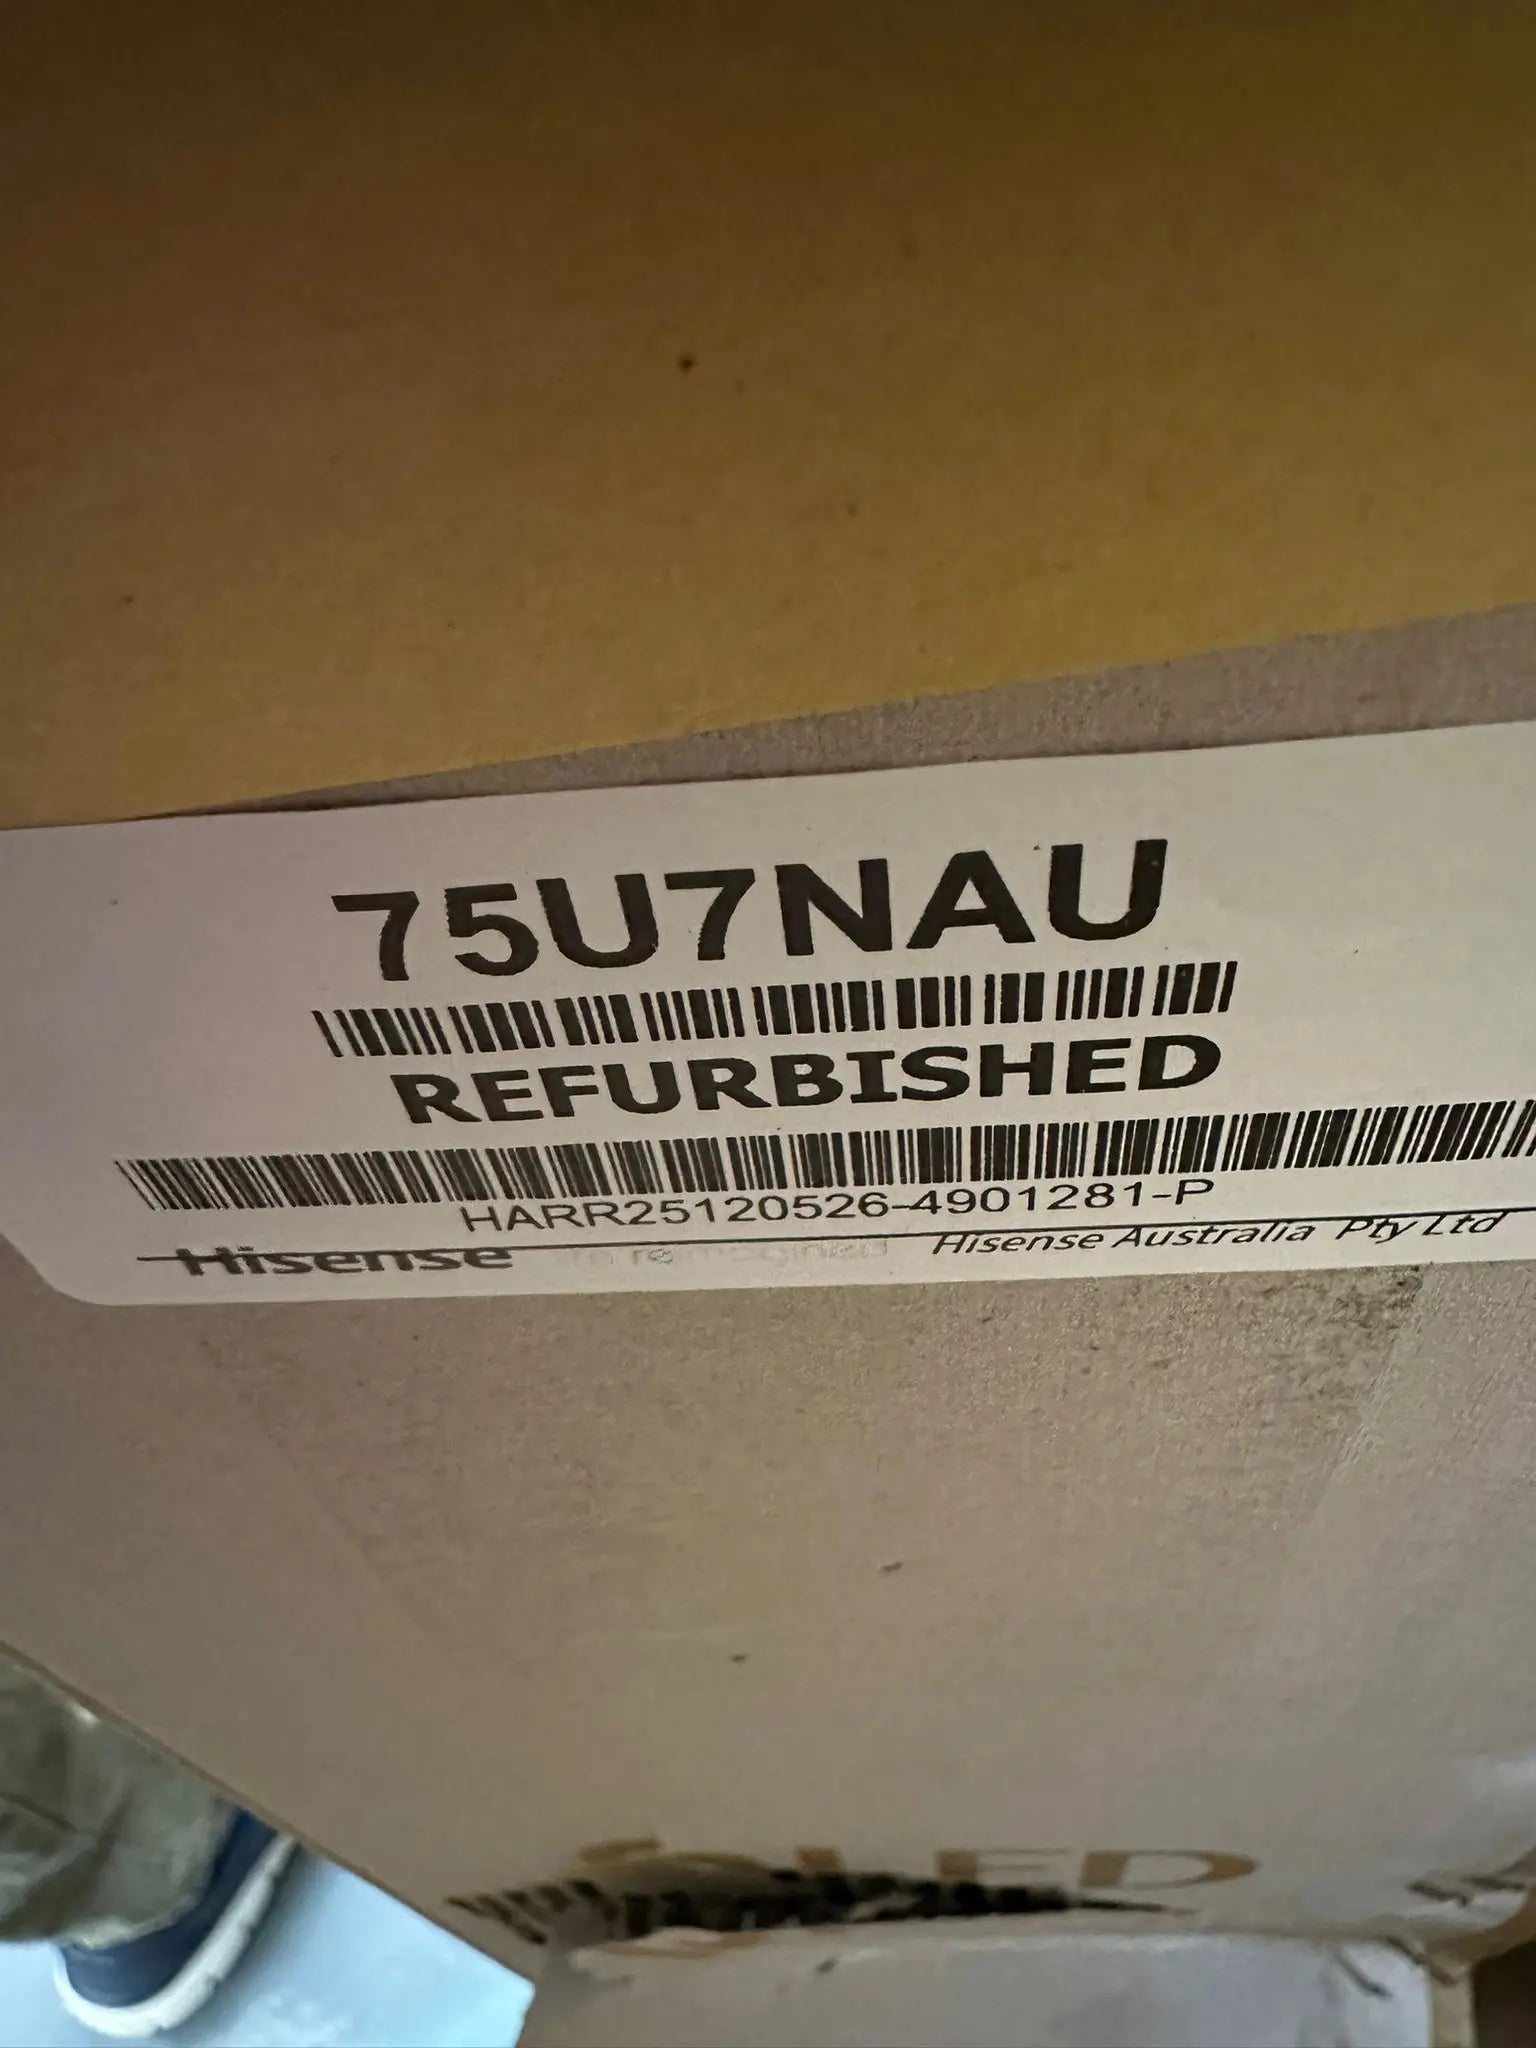 75U7NAU
REFURBISHED
HARR25120526-4901281-P
Hisense Hisense Australia Pty Ltd